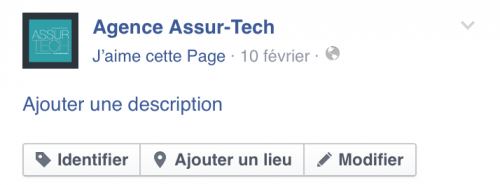 ASSUR
TECH
Agence Assur-Tech
J'aime cette Page · 10 février ·
Ajouter une description
Identifier
Ajouter un lieu
Modifier